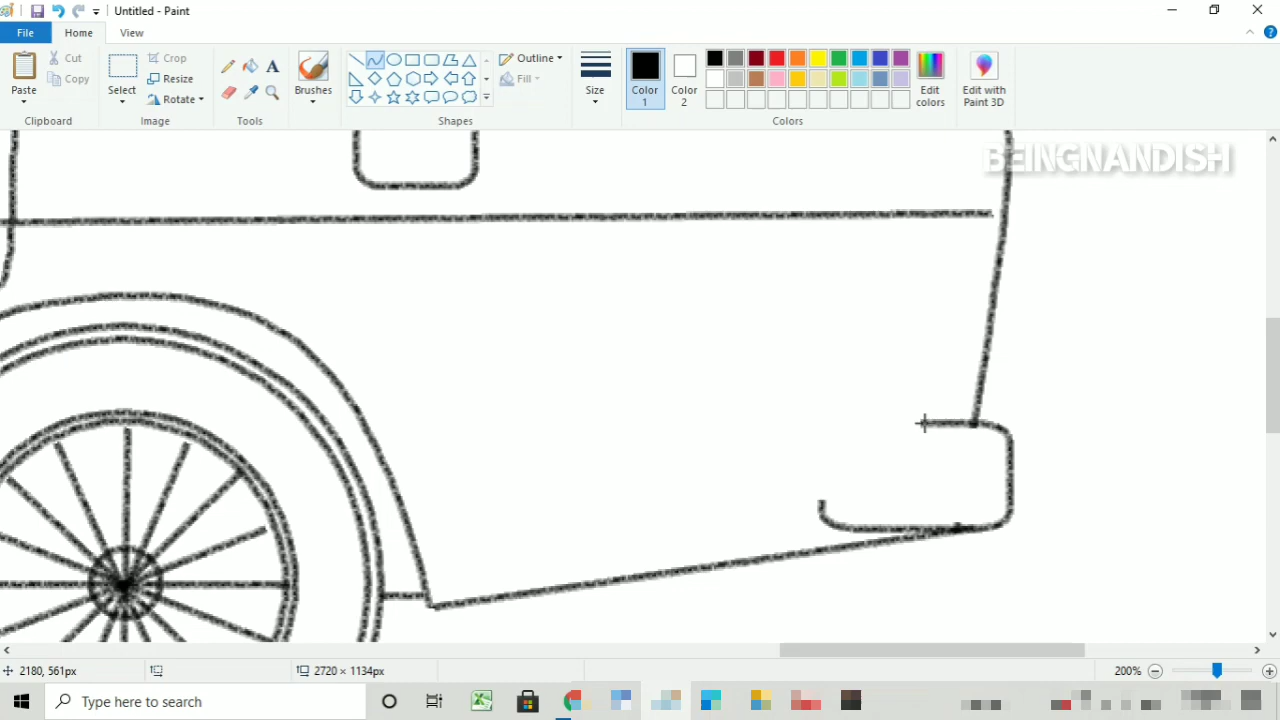 Untitled - Paint
File
Home
View
Paste
Cut
Copy
Clipboard
Select
Crop
Resize
Rotate
Image
A
Tools
Brushes
Shapes
Outline
Fill
Size
Color 1
Color 2
Edit colors
Colors
Edit with Paint 3D
BEINGNANDISH
2180, 561px
2720 × 1134px
200%
Type here to search